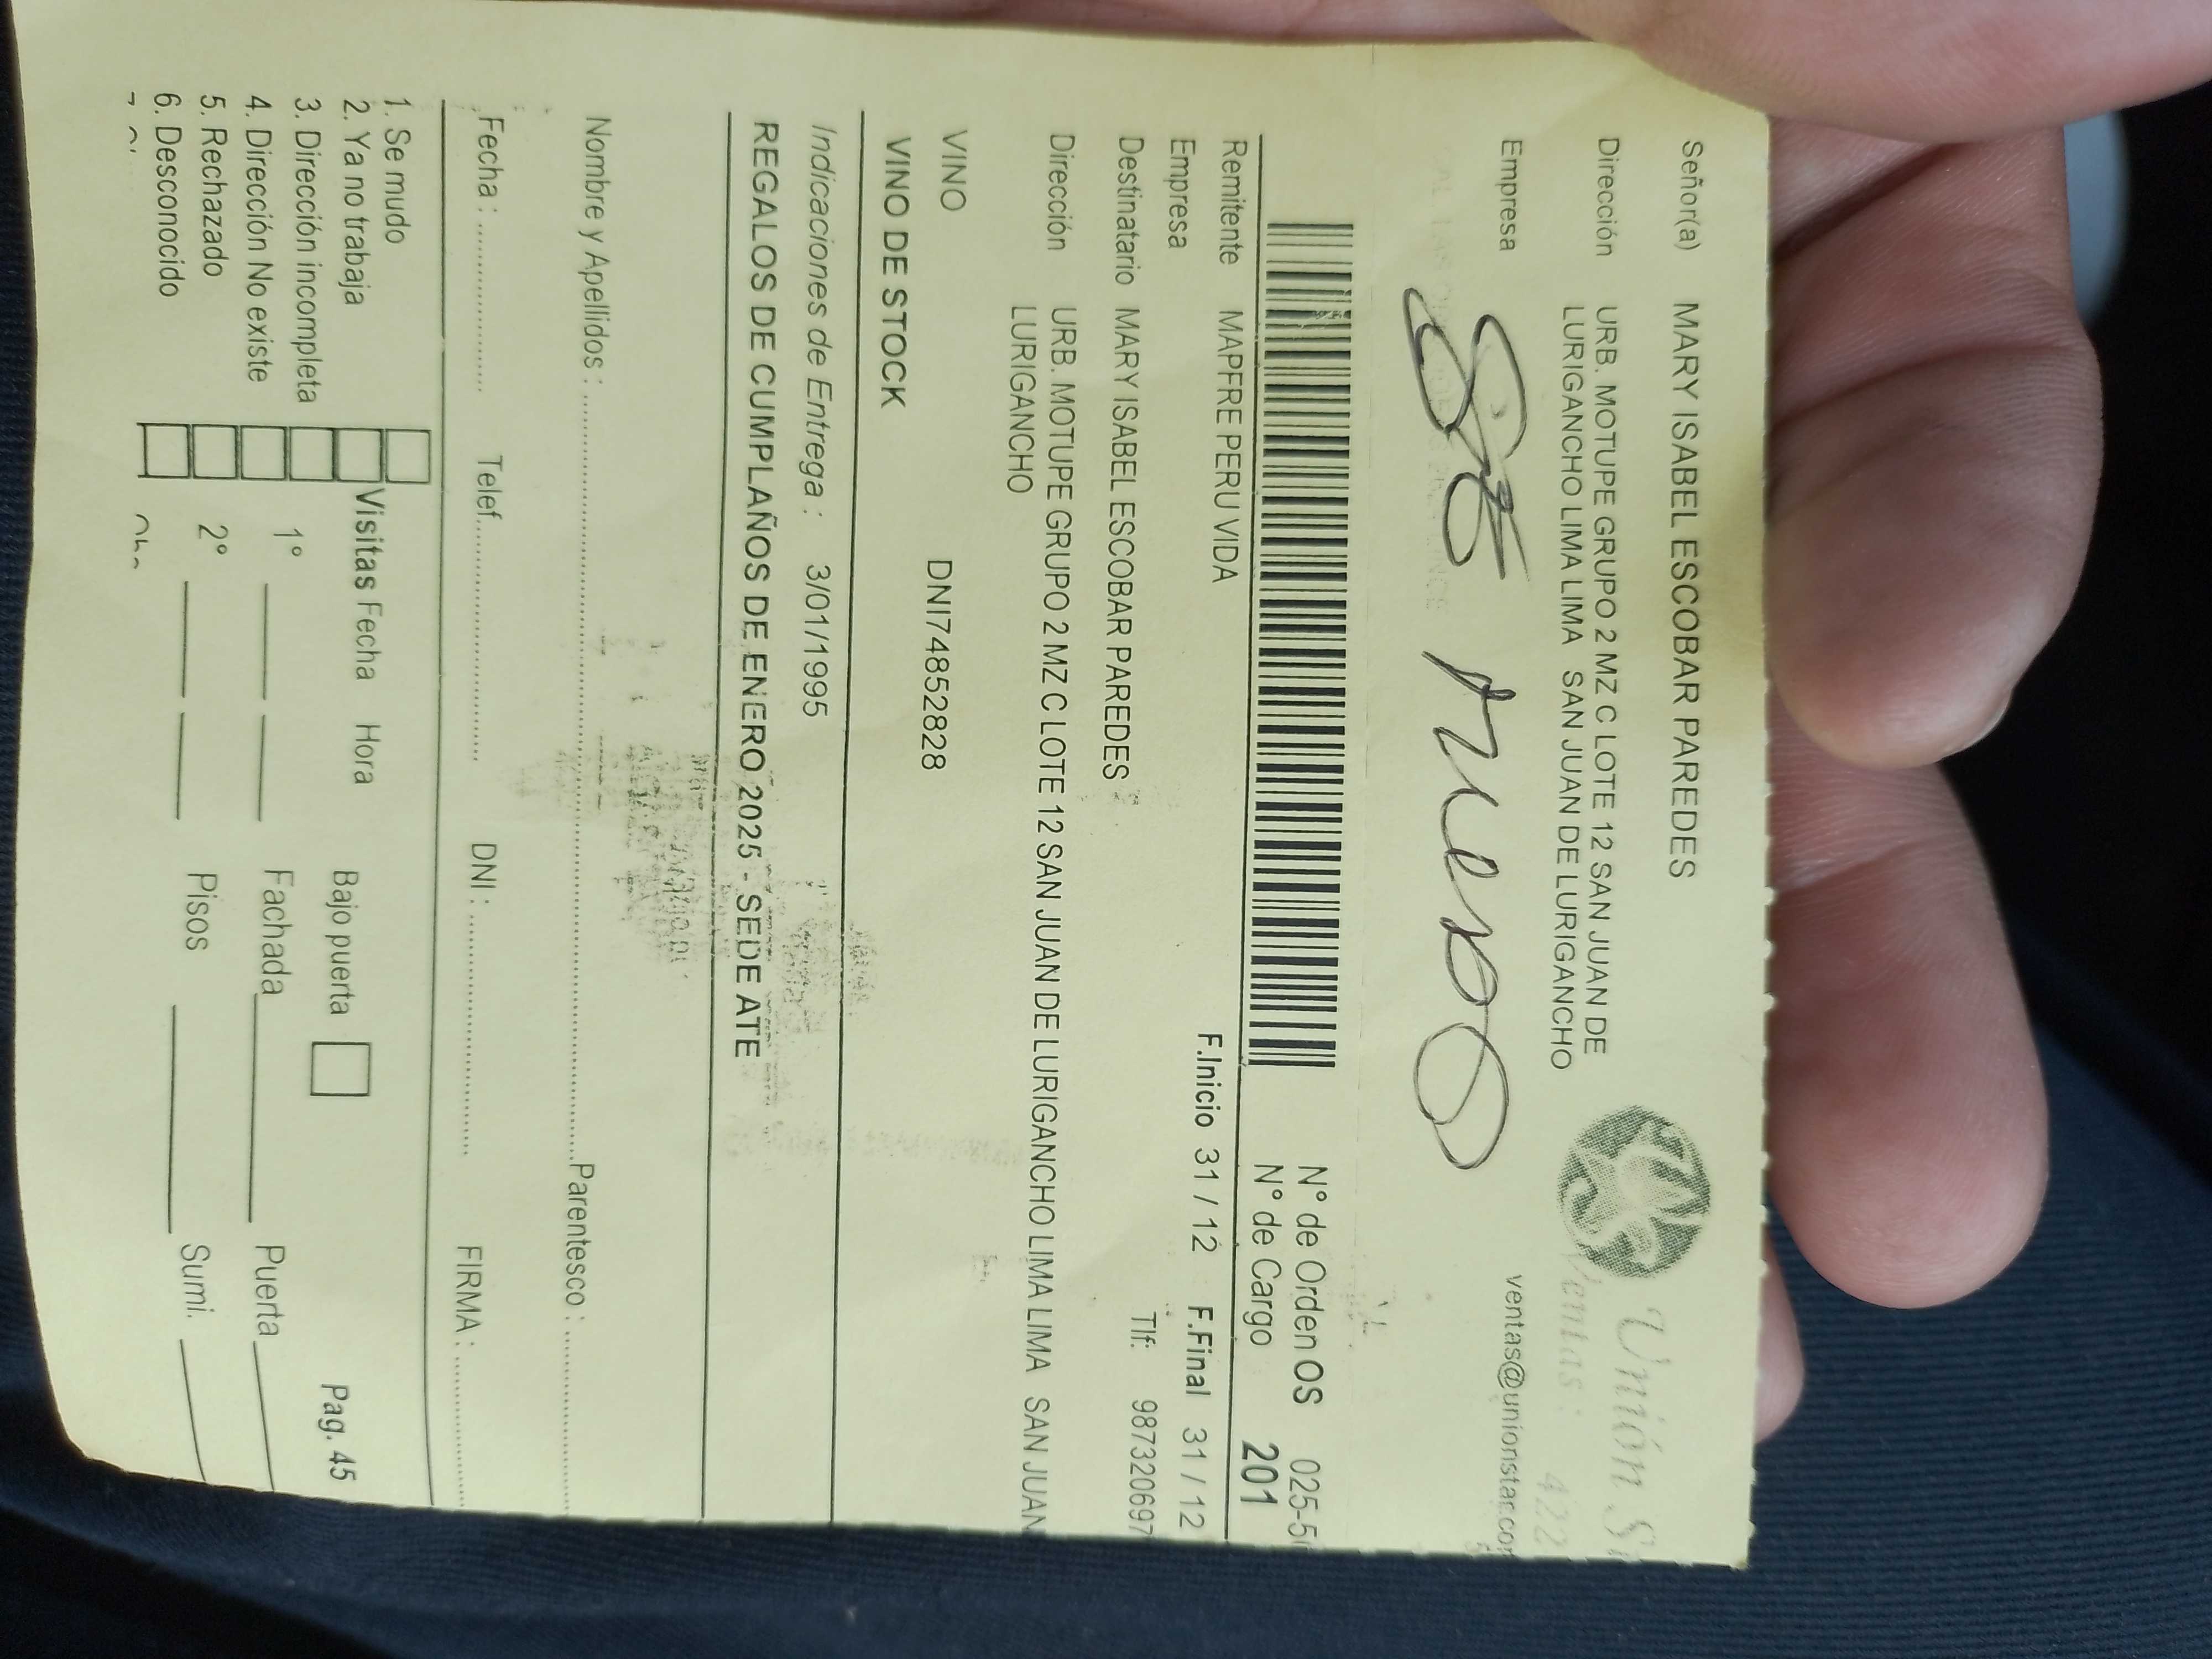 Señor(a) MARY ISABEL ESCOBAR PAREDES
Dirección URB. MOTUPE GRUPO 2 MZ C LOTE 12 SAN JUAN DE
LURIGANCHO LIMA LIMA SAN JUAN DE LURIGANCHO
Empresa
Unión
Ventas: 422
ventas@unionstar.com
Se mudo
N° de Orden OS 025-5
N° de Cargo 201
Remitente MAPFRE PERU VIDA
Empresa F.Inicio 31 / 12 F.Final 31 / 12
Destinatario MARY ISABEL ESCOBAR PAREDES Tlf: 987320697
Dirección URB. MOTUPE GRUPO 2 MZ C LOTE 12 SAN JUAN DE LURIGANCHO LIMA LIMA SAN JUAN
LURIGANCHO
VINO DNI74852828
VINO DE STOCK
Indicaciones de Entrega : 3/01/1995
REGALOS DE CUMPLAÑOS DE ENERO 2025 - SEDE ATE
Nombre y Apellidos : Parentesco :
Fecha : Telef. DNI : FIRMA :
1. Se mudo
2. Ya no trabaja
3. Dirección incompleta
4. Dirección No existe
5. Rechazado
6. Desconocido
Visitas Fecha Hora Bajo puerta Pag. 45
1° Fachada Puerta
2° Pisos Sumi.